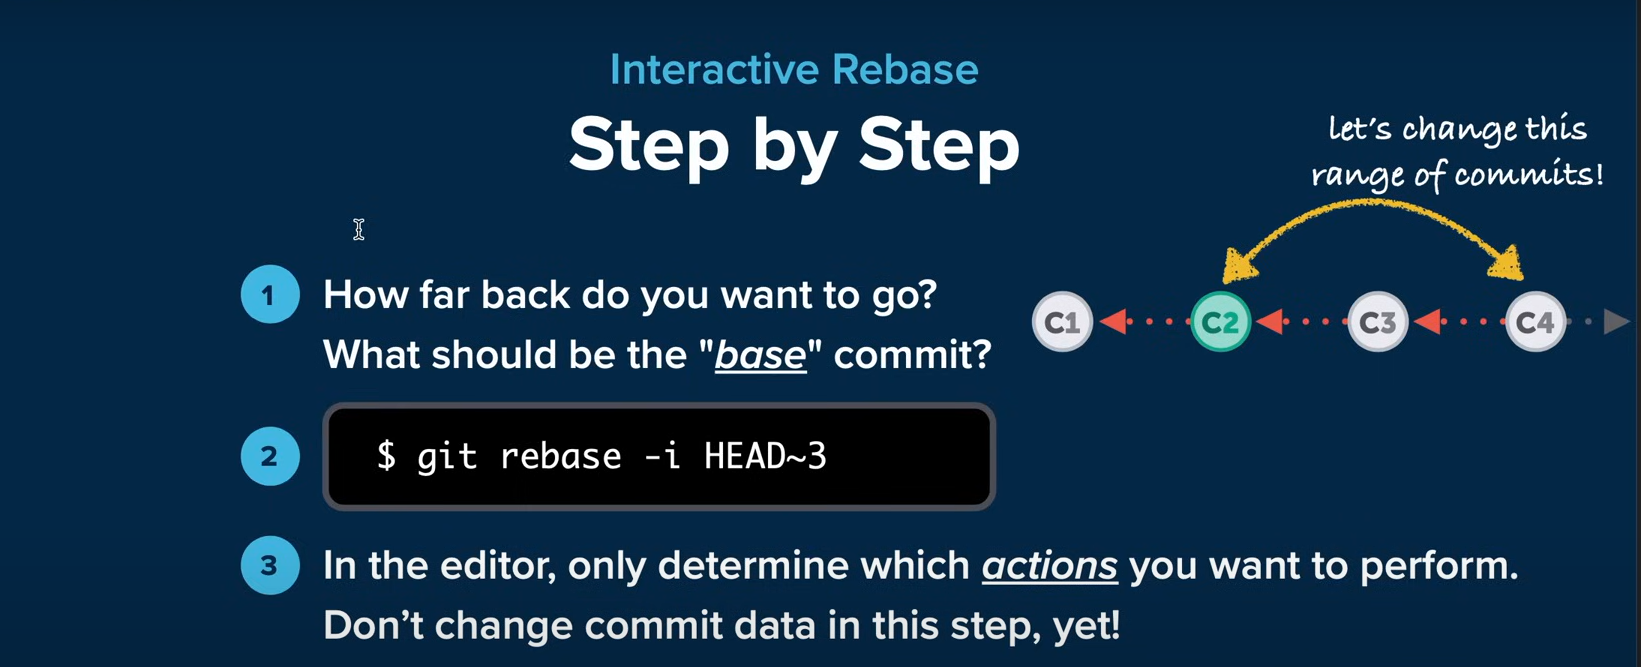 Interactive Rebase
Step by Step
let's change this
range of commits!
1 How far back do you want to go?
What should be the "base" commit?
C1 C2 C3 C4
2 $ git rebase -i HEAD~3
3 In the editor, only determine which actions you want to perform.
Don’t change commit data in this step, yet!